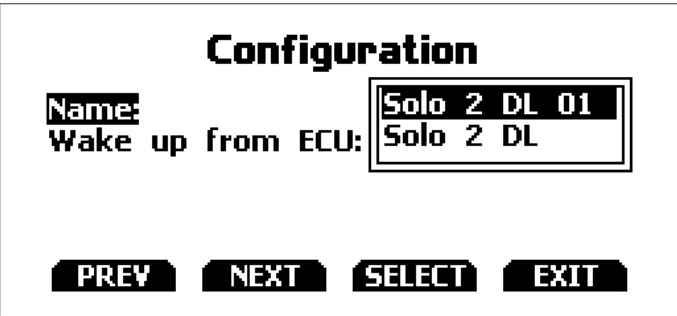 Configuration
Name:
Solo 2 DL 01
Wake up from ECU:
Solo 2 DL
PREV NEXT SELECT EXIT